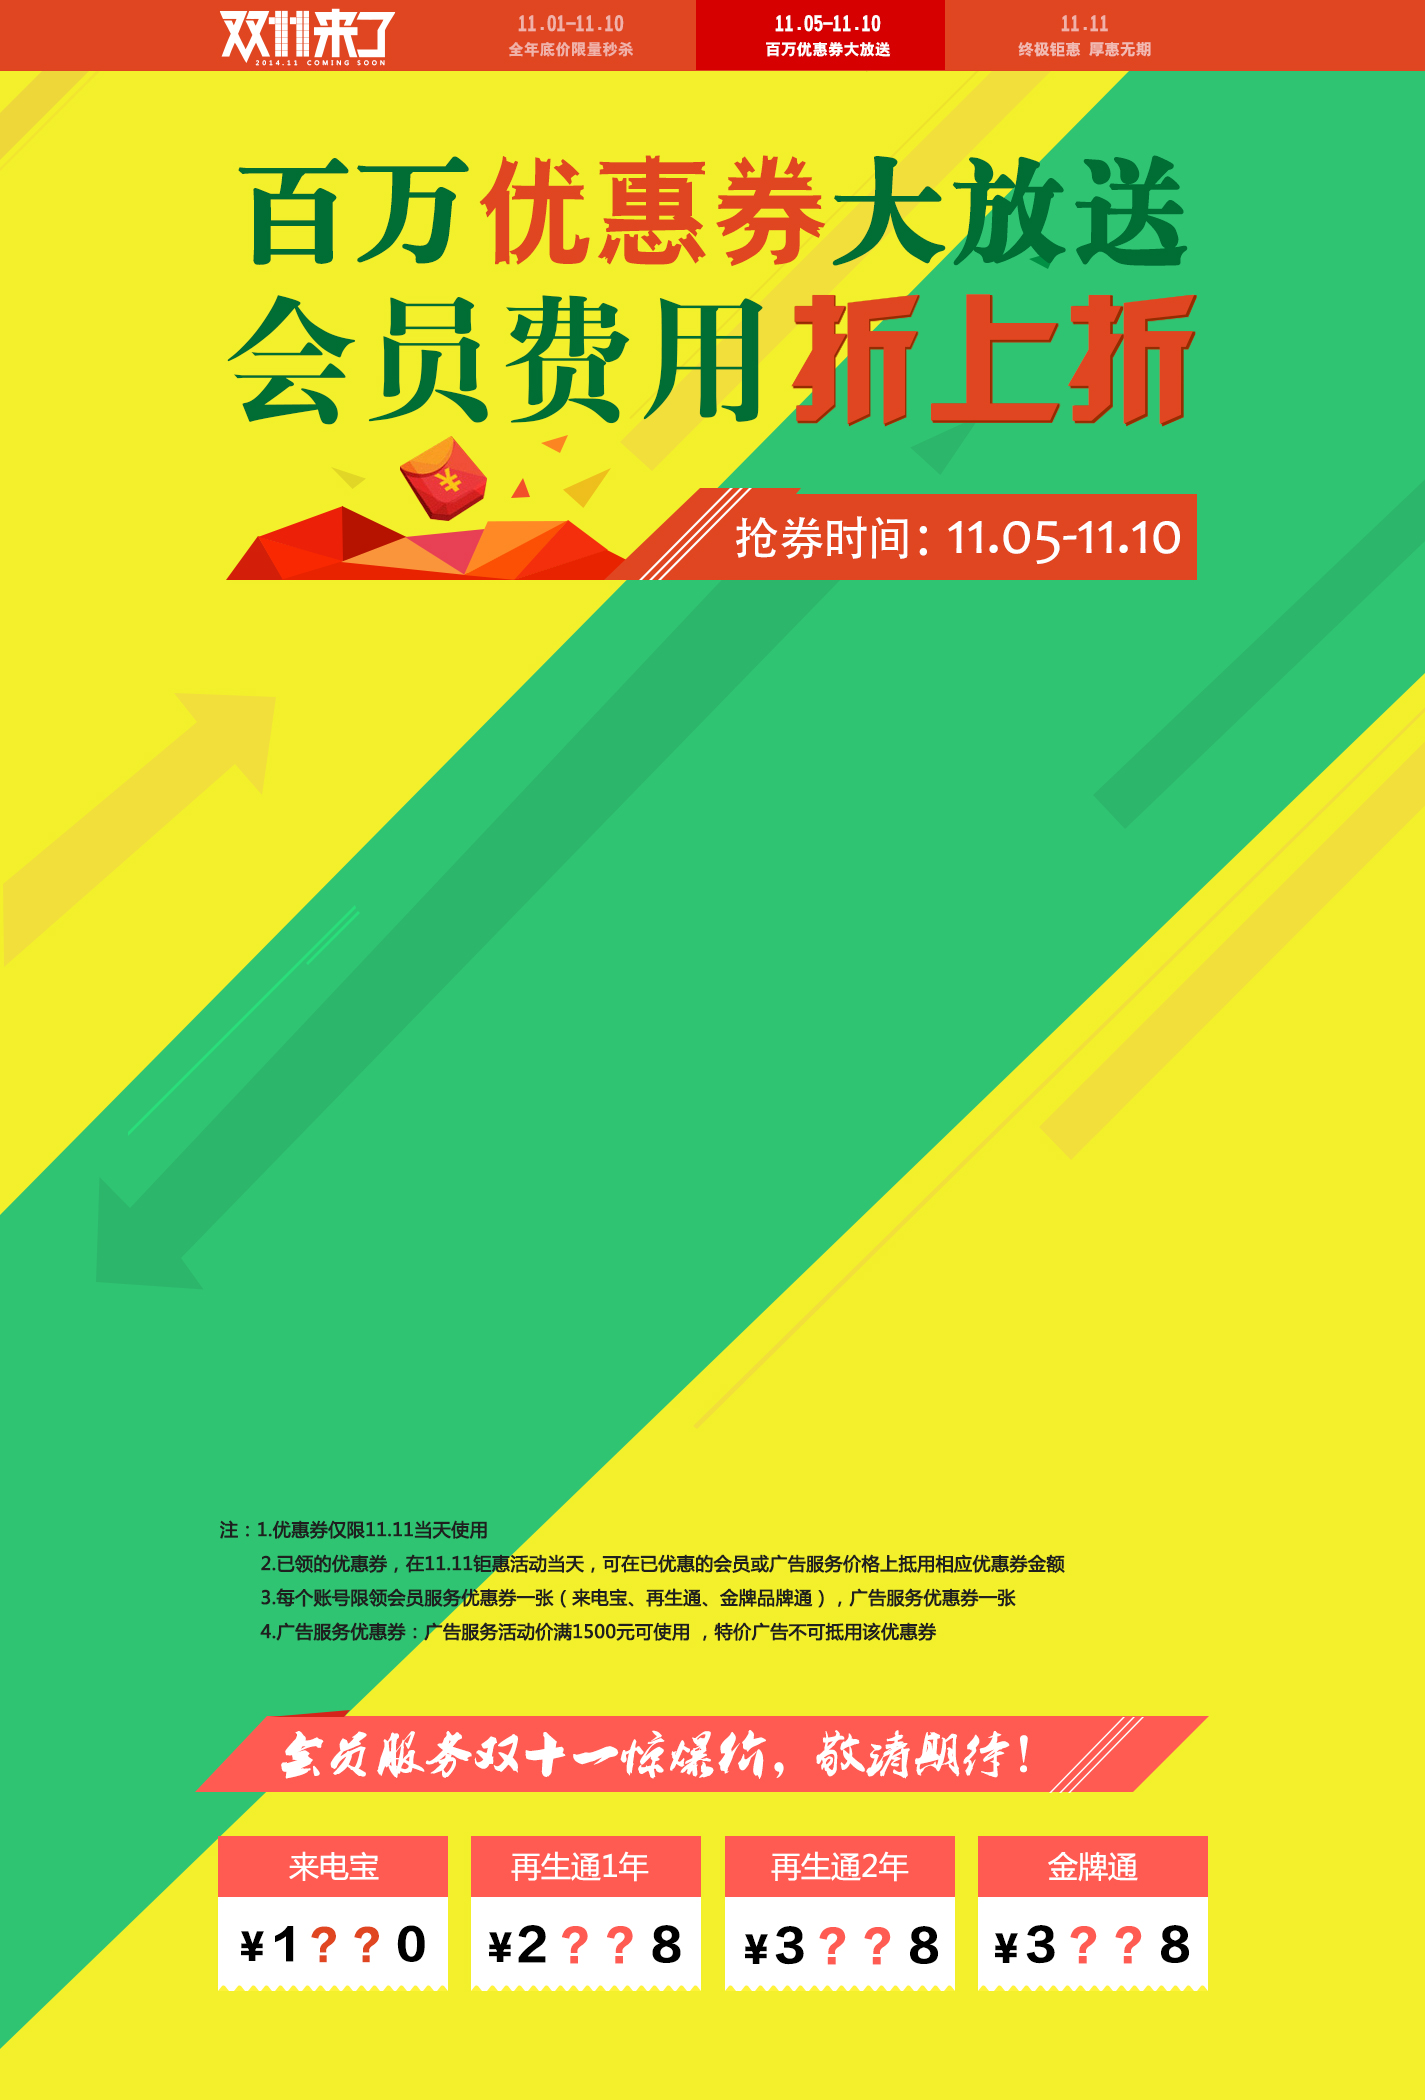 双11来了
2014.11 COMING SOON
11.01-11.10
全年底价限量秒杀
11.05-11.10
百万优惠券大放送
11.11
终极钜惠 厚惠无期
百万优惠券大放送
会员费用折上折
¥
抢券时间：11.05-11.10
注：1.优惠券仅限11.11当天使用
2.已领的优惠券，在11.11钜惠活动当天，可在已优惠的会员或广告服务价格上抵用相应优惠券金额
3.每个账号限领会员服务优惠券一张（来电宝、再生通、金牌品牌通），广告服务优惠券一张
4.广告服务优惠券：广告服务活动价满1500元可使用 ，特价广告不可抵用该优惠券
会员服务双十一惊爆价，敬请期待！
来电宝
¥1？？0
再生通1年
¥2？？8
再生通2年
¥3？？8
金牌通
¥3？？8